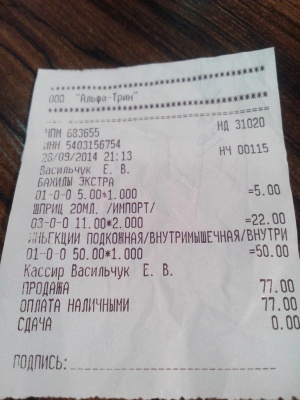 ООО "Альфа-Трин"
ЧПМ 683655 НД 31020
ИНН 5403156754
28/09/2014 21:13 НЧ 00115
Васильчук Е. В.
БАХИЛЫ ЭКСТРА
01-0-0 5.00*1.000 =5.00
ШПРИЦ 20МЛ. /ИМПОРТ/
03-0-0 11.00*2.000 =22.00
ИНЬЕКЦИИ ПОДКОЖНАЯ/ВНУТРИМЫШЕЧНАЯ/ВНУТРИ
01-0-0 50.00*1.000 =50.00
Кассир Васильчук Е. В.
ПРОДАЖА 77.00
ОПЛАТА НАЛИЧНЫМИ 77.00
СДАЧА 0.00
ПОДПИСЬ: